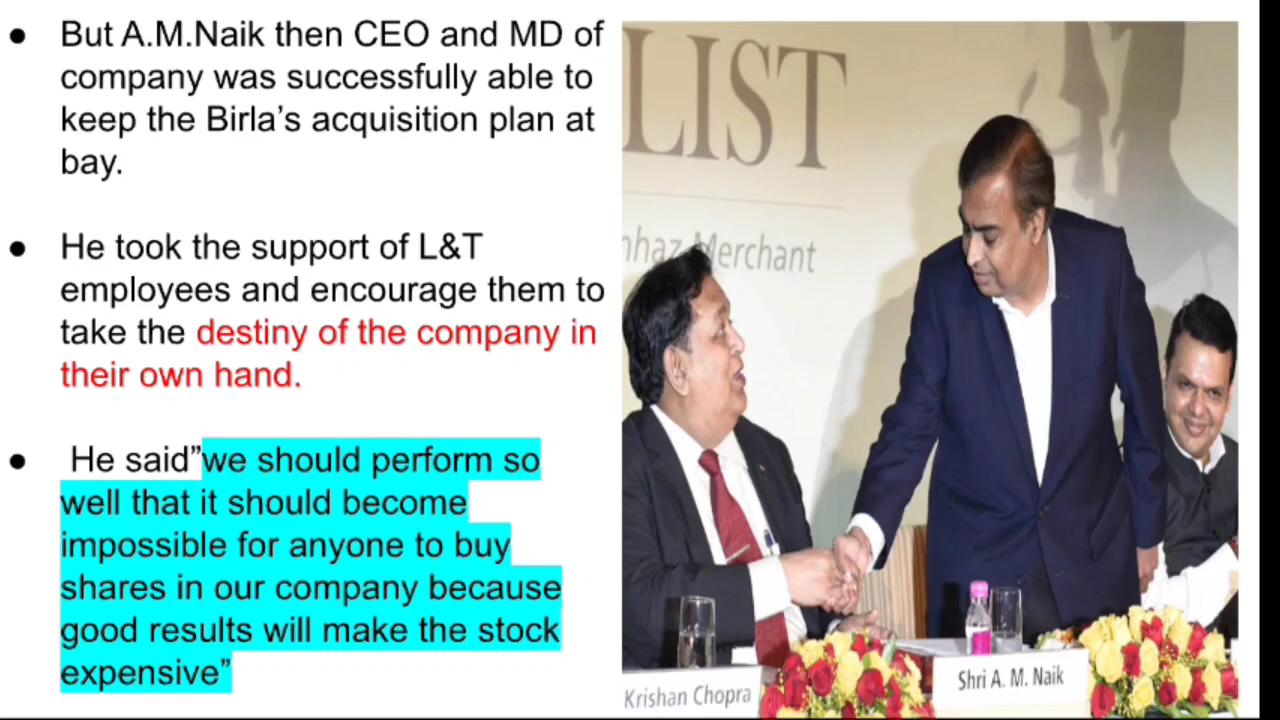 But A.M.Naik then CEO and MD of
company was successfully able to
keep the Birla's acquisition plan at
bay.
He took the support of L&T
employees and encourage them to
take the destiny of the company in
their own hand.
He said”we should perform so
well that it should become
impossible for anyone to buy
shares in our company because
good results will make the stock
expensive”
LIST
Merchant
Krishan Chopra
Shri A. M. Naik